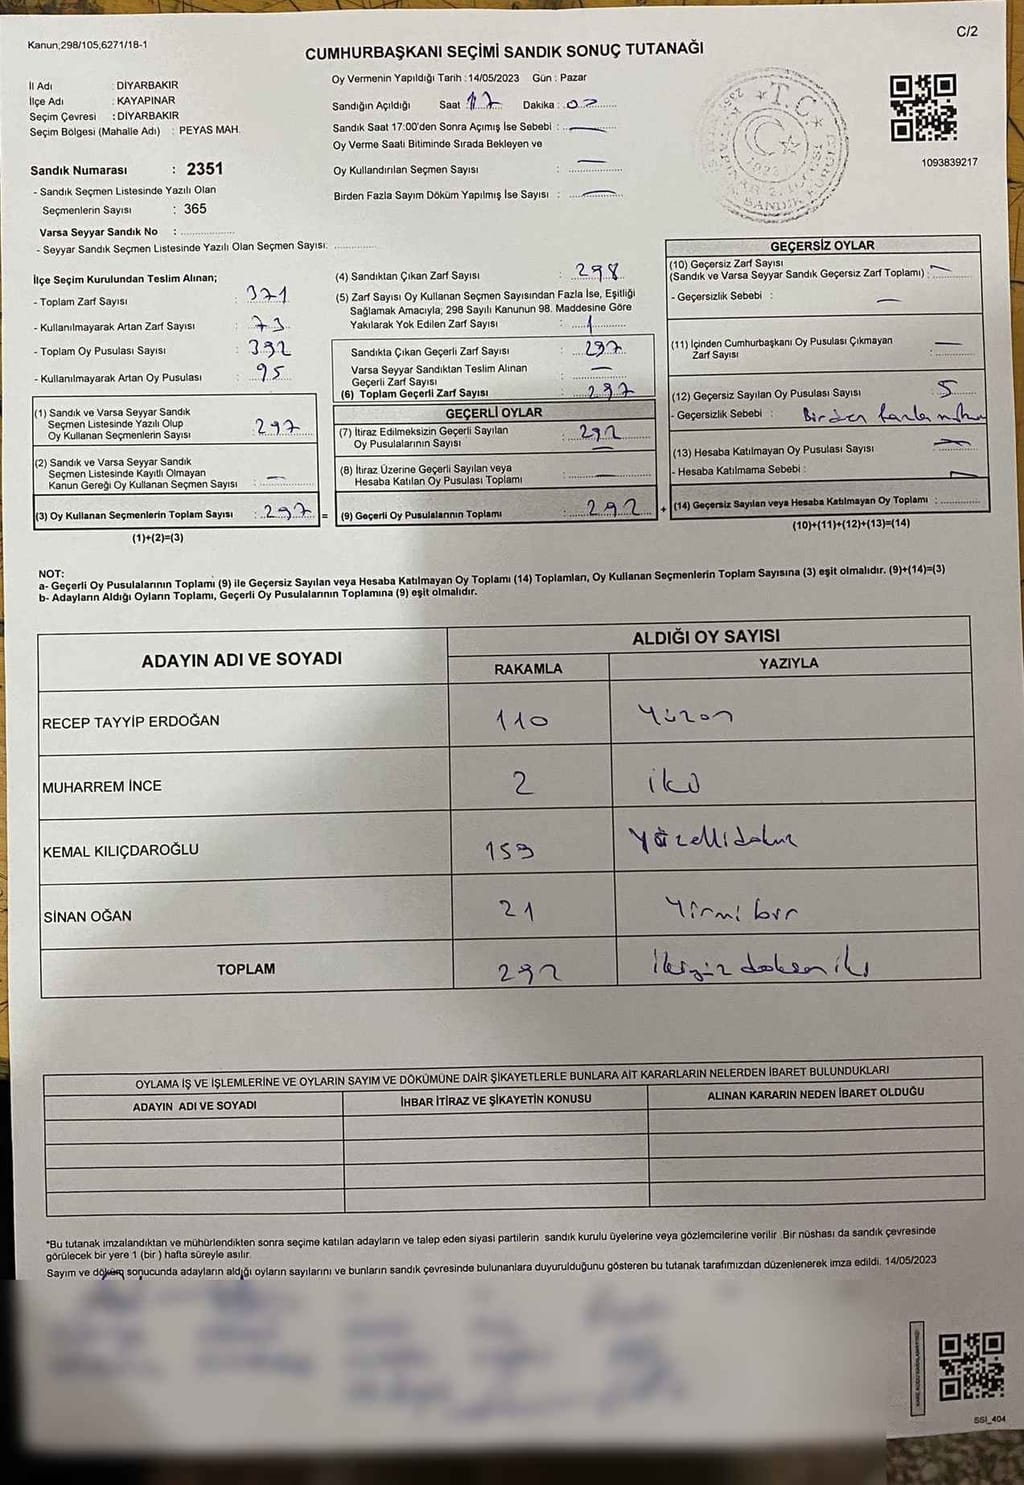 Kanun;298/105,6271/18-1
C/2
CUMHURBAŞKANI SEÇİMİ SANDIK SONUÇ TUTANAĞI
İl Adı : DİYARBAKIR
İlçe Adı : KAYAPINAR
Seçim Çevresi : DİYARBAKIR
Seçim Bölgesi (Mahalle Adı) : PEYAS MAH.
Sandık Numarası : 2351
- Sandık Seçmen Listesinde Yazılı Olan
Seçmenlerin Sayısı : 365
Varsa Seyyar Sandık No :
- Seyyar Sandık Seçmen Listesinde Yazılı Olan Seçmen Sayısı:
Oy Vermenin Yapıldığı Tarih : 14/05/2023 Gün : Pazar
Sandığın Açıldığı Saat : 17 Dakika :
Sandık Saat 17:00'den Sonra Açımış İse Sebebi : —
Oy Verme Saati Bitiminde Sırada Bekleyen ve
Oy Kullandırılan Seçmen Sayısı : —
Birden Fazla Sayım Döküm Yapılmış İse Sayısı : —
1093839217
T.C.
İlçe Seçim Kurulundan Teslim Alınan;
- Toplam Zarf Sayısı : 371
- Kullanılmayarak Artan Zarf Sayısı : 73
- Toplam Oy Pusulası Sayısı : 392
- Kullanılmayarak Artan Oy Pusulası : 95
(1) Sandık ve Varsa Seyyar Sandık
Seçmen Listesinde Yazılı Olup
Oy Kullanan Seçmenlerin Sayısı : 297
(2) Sandık ve Varsa Seyyar Sandık
Seçmen Listesinde Kayıtlı Olmayan
Kanun Gereği Oy Kullanan Seçmen Sayısı : —
(3) Oy Kullanan Seçmenlerin Toplam Sayısı : 297 =
(1)+(2)=(3)
(4) Sandıktan Çıkan Zarf Sayısı : 298
(5) Zarf Sayısı Oy Kullanan Seçmen Sayısından Fazla İse, Eşitliği
Sağlamak Amacıyla; 298 Sayılı Kanunun 98. Maddesine Göre
Yakılarak Yok Edilen Zarf Sayısı : 1
Sandıkta Çıkan Geçerli Zarf Sayısı : 297
Varsa Seyyar Sandıktan Teslim Alınan
Geçerli Zarf Sayısı : —
(6) Toplam Geçerli Zarf Sayısı : 297
GEÇERLİ OYLAR
(7) İtiraz Edilmeksizin Geçerli Sayılan
Oy Pusulalarının Sayısı : 292
(8) İtiraz Üzerine Geçerli Sayılan veya
Hesaba Katılan Oy Pusulası Toplamı : —
(9) Geçerli Oy Pusulalarının Toplamı : 292 +
GEÇERSİZ OYLAR
(10) Geçersiz Zarf Sayısı
(Sandık ve Varsa Seyyar Sandık Geçersiz Zarf Toplamı) : —
- Geçersizlik Sebebi : —
(11) İçinden Cumhurbaşkanı Oy Pusulası Çıkmayan
Zarf Sayısı : —
(12) Geçersiz Sayılan Oy Pusulası Sayısı 5
- Geçersizlik Sebebi : Birden fazla mühür
(13) Hesaba Katılmayan Oy Pusulası Sayısı —
- Hesaba Katılmama Sebebi : —
(14) Geçersiz Sayılan veya Hesaba Katılmayan Oy Toplamı :
(10)+(11)+(12)+(13)=(14)
NOT:
a- Geçerli Oy Pusulalarının Toplamı (9) ile Geçersiz Sayılan veya Hesaba Katılmayan Oy Toplamı (14) Toplamları, Oy Kullanan Seçmenlerin Toplam Sayısına (3) eşit olmalıdır. (9)+(14)=(3)
b- Adayların Aldığı Oyların Toplamı, Geçerli Oy Pusulalarının Toplamına (9) eşit olmalıdır.
ADAYIN ADI VE SOYADI
ALDIĞI OY SAYISI
RAKAMLA YAZIYLA
RECEP TAYYİP ERDOĞAN 110 Yüzon
MUHARREM İNCE 2 iki
KEMAL KILIÇDAROĞLU 159 Yüzellidokuz
SİNAN OĞAN 21 Yirmi bir
TOPLAM 292 İkiyüz doksan iki
OYLAMA İŞ VE İŞLEMLERİNE VE OYLARIN SAYIM VE DÖKÜMÜNE DAİR ŞİKAYETLERLE BUNLARA AİT KARARLARIN NELERDEN İBARET BULUNDUKLARI
ADAYIN ADI VE SOYADI İHBAR İTİRAZ VE ŞİKAYETİN KONUSU ALINAN KARARIN NEDEN İBARET OLDUĞU
*Bu tutanak imzalandıktan ve mühürlendikten sonra seçime katılan adayların ve talep eden siyasi partilerin sandık kurulu üyelerine veya gözlemcilerine verilir. Bir nüshası da sandık çevresinde
görülecek bir yere 1 (bir) hafta süreyle asılır.
Sayım ve döküm sonucunda adayların aldığı oyların sayılarını ve bunların sandık çevresinde bulunanlara duyurulduğunu gösteren bu tutanak tarafımızdan düzenlenerek imza edildi. 14/05/2023
SSI_404